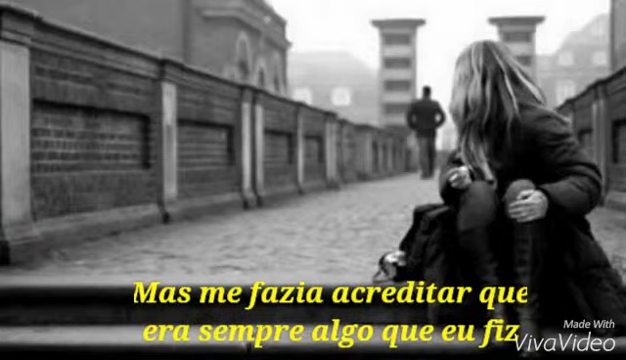 Mas me fazia acreditar que
era sempre algo que eu fiz
Made With
VivaVideo